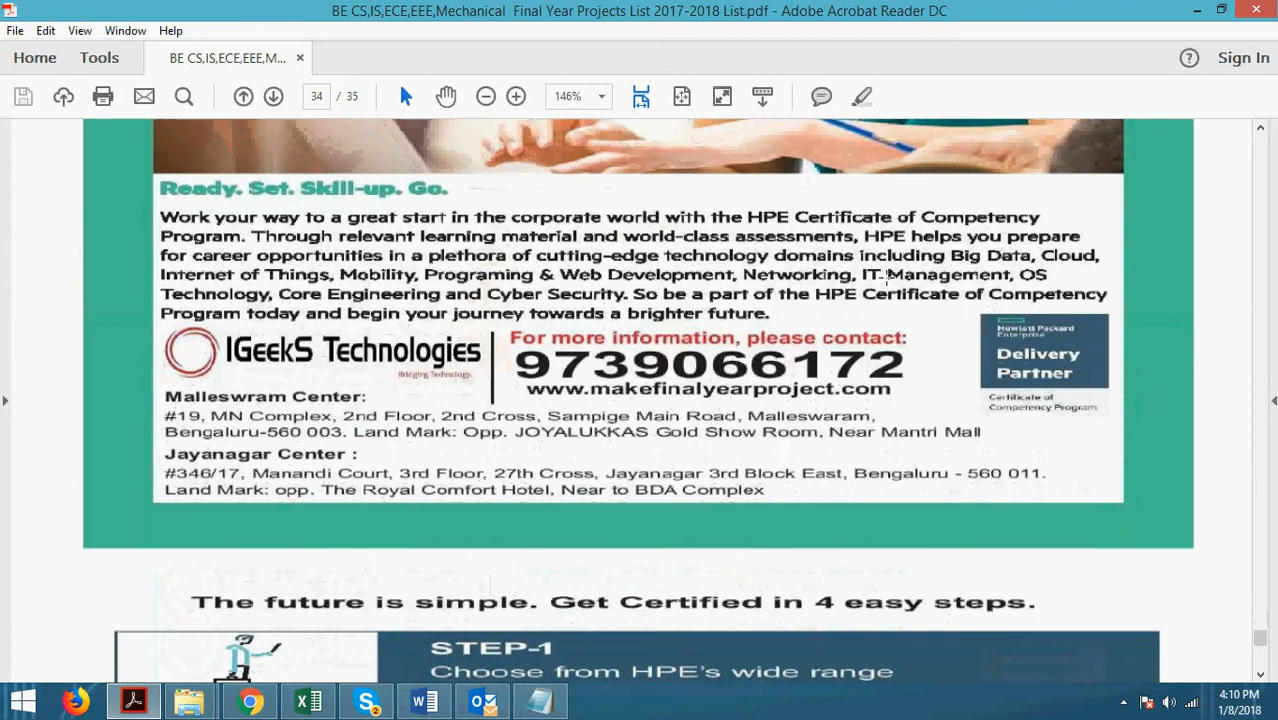 BE CS,IS,ECE,EEE,Mechanical Final Year Projects List 2017-2018 List.pdf - Adobe Acrobat Reader DC
File Edit View Window Help
Home Tools BE CS,IS,ECE,EEE,M... × Sign In
34 / 35 146%
Ready. Set. Skill-up. Go.
Work your way to a great start in the corporate world with the HPE Certificate of Competency
Program. Through relevant learning material and world-class assessments, HPE helps you prepare
for career opportunities in a plethora of cutting-edge technology domains including Big Data, Cloud,
Internet of Things, Mobility, Programing & Web Development, Networking, IT Management, OS
Technology, Core Engineering and Cyber Security. So be a part of the HPE Certificate of Competency
Program today and begin your journey towards a brighter future.
IGeekS Technologies
Bridging Technology.
For more information, please contact:
9739066172
www.makefinalyearproject.com
Hewlett Packard
Enterprise
Delivery
Partner
Certificate of
Competency Program
Malleswram Center:
#19, MN Complex, 2nd Floor, 2nd Cross, Sampige Main Road, Malleswaram,
Bengaluru-560 003. Land Mark: Opp. JOYALUKKAS Gold Show Room, Near Mantri Mall
Jayanagar Center :
#346/17, Manandi Court, 3rd Floor, 27th Cross, Jayanagar 3rd Block East, Bengaluru - 560 011.
Land Mark: opp. The Royal Comfort Hotel, Near to BDA Complex
The future is simple. Get Certified in 4 easy steps.
STEP-1
Choose from HPE's wide range
4:10 PM
1/8/2018